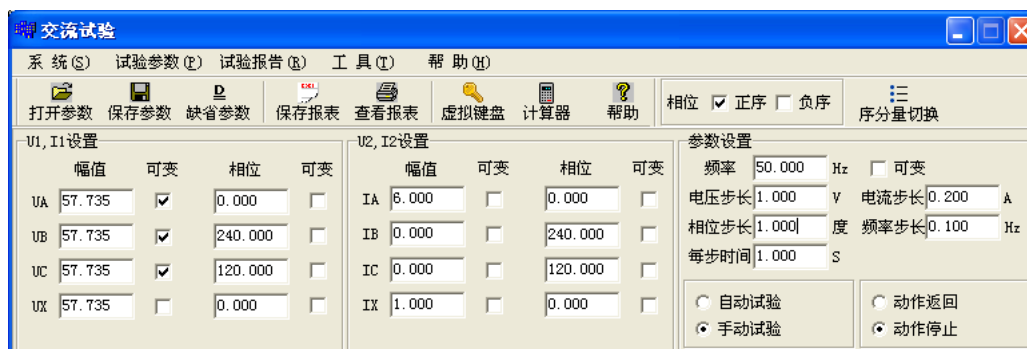 交流试验
系 统(S) 试验参数(P) 试验报告(R) 工 具(T) 帮 助(H)
打开参数 保存参数 缺省参数 保存报表 查看报表 虚拟键盘 计算器 帮助 相位 正序 负序 序分量切换
U1,I1设置
幅值 可变 相位 可变
UA 57.735 0.000
UB 57.735 240.000
UC 57.735 120.000
UX 57.735 0.000
U2,I2设置
幅值 可变 相位 可变
IA 6.000 0.000
IB 0.000 240.000
IC 0.000 120.000
IX 1.000 0.000
参数设置
频率 50.000 Hz 可变
电压步长 1.000 V 电流步长 0.200 A
相位步长 1.000 度 频率步长 0.100 Hz
每步时间 1.000 S
自动试验 动作返回
手动试验 动作停止